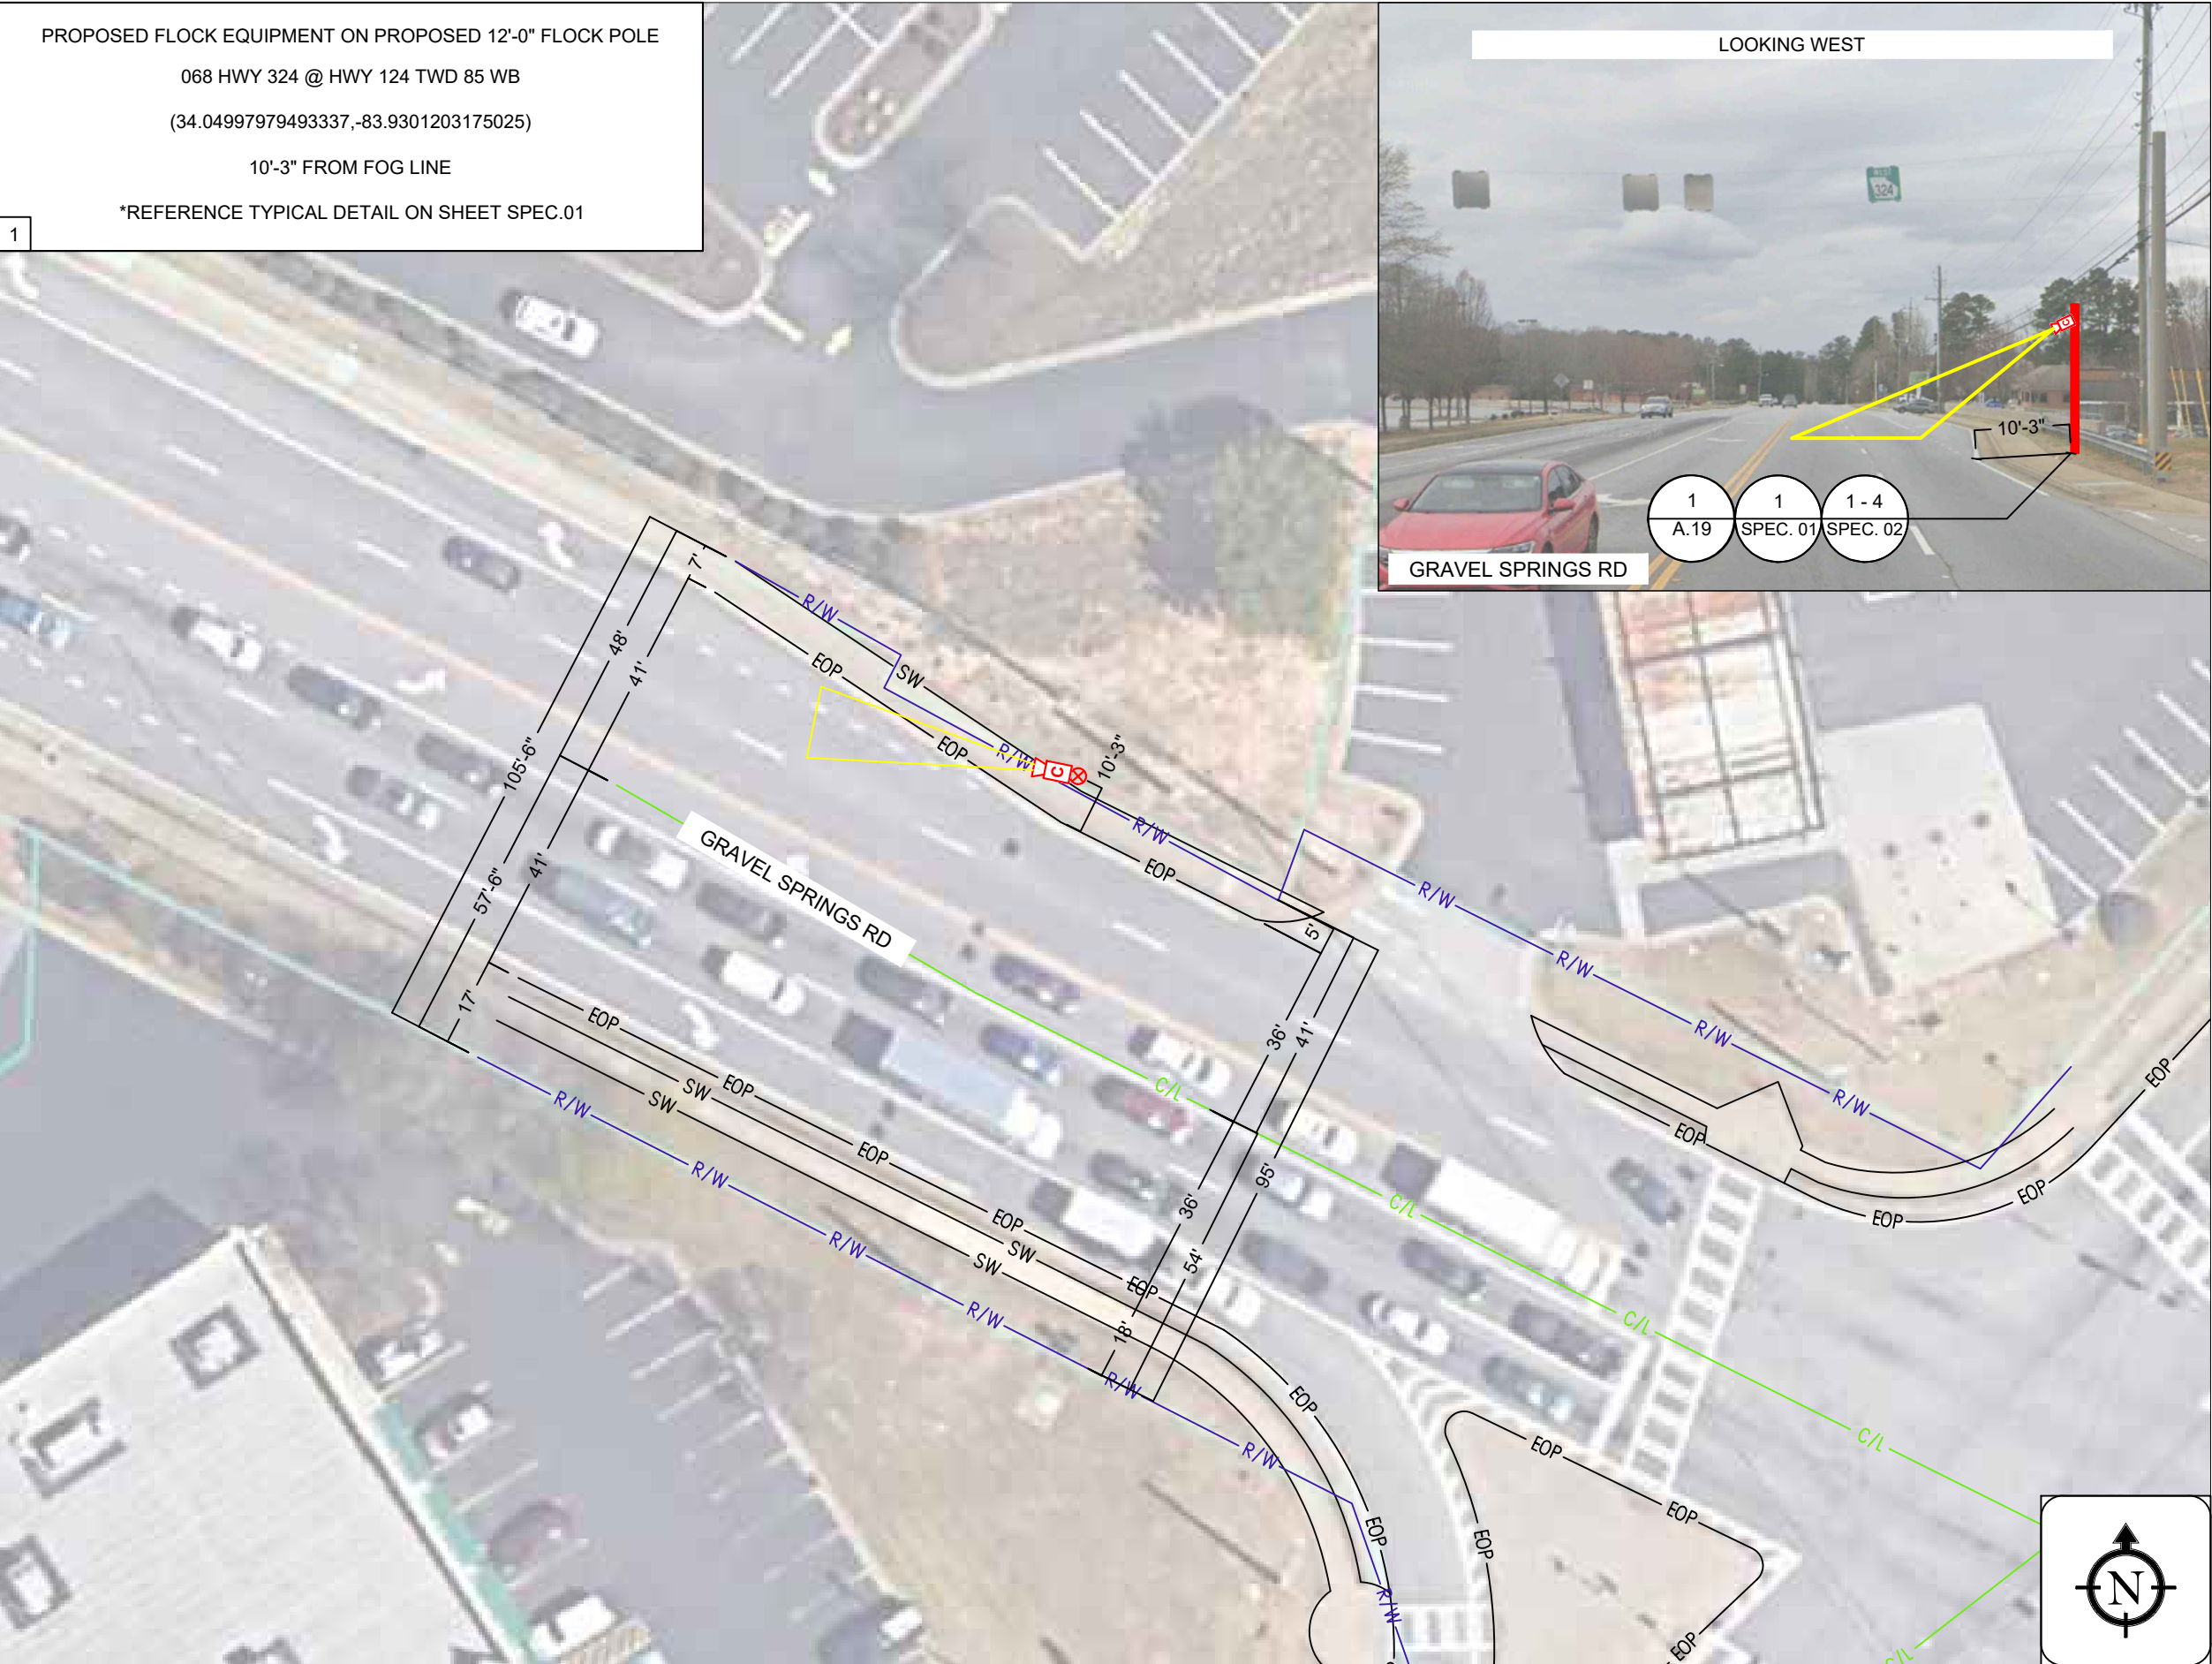 PROPOSED FLOCK EQUIPMENT ON PROPOSED 12'-0" FLOCK POLE
068 HWY 324 @ HWY 124 TWD 85 WB
(34.04997979493337,-83.9301203175025)
10'-3" FROM FOG LINE
*REFERENCE TYPICAL DETAIL ON SHEET SPEC.01
1
LOOKING WEST
WEST
324
C
10'-3"
1
A.19
1
SPEC. 01
1 - 4
SPEC. 02
GRAVEL SPRINGS RD
7'
R/W
48'
41'
EOP
SW
105'-6"
EOP
R/W
C
10'-3"
R/W
EOP
GRAVEL SPRINGS RD
57'-6"
41'
R/W
5'
R/W
17'
EOP
36'
41'
R/W
EOP
SW
SW
EOP
C/L
R/W
EOP
R/W
EOP
R/W
EOP
95'
C/L
36'
EOP
EOP
EOP
SW
SW
R/W
54'
EOP
18'
R/W
C/L
R/W
EOP
R/W
C/L
EOP
EOP
EOP
EOP
R/W
EOP
C/L
N